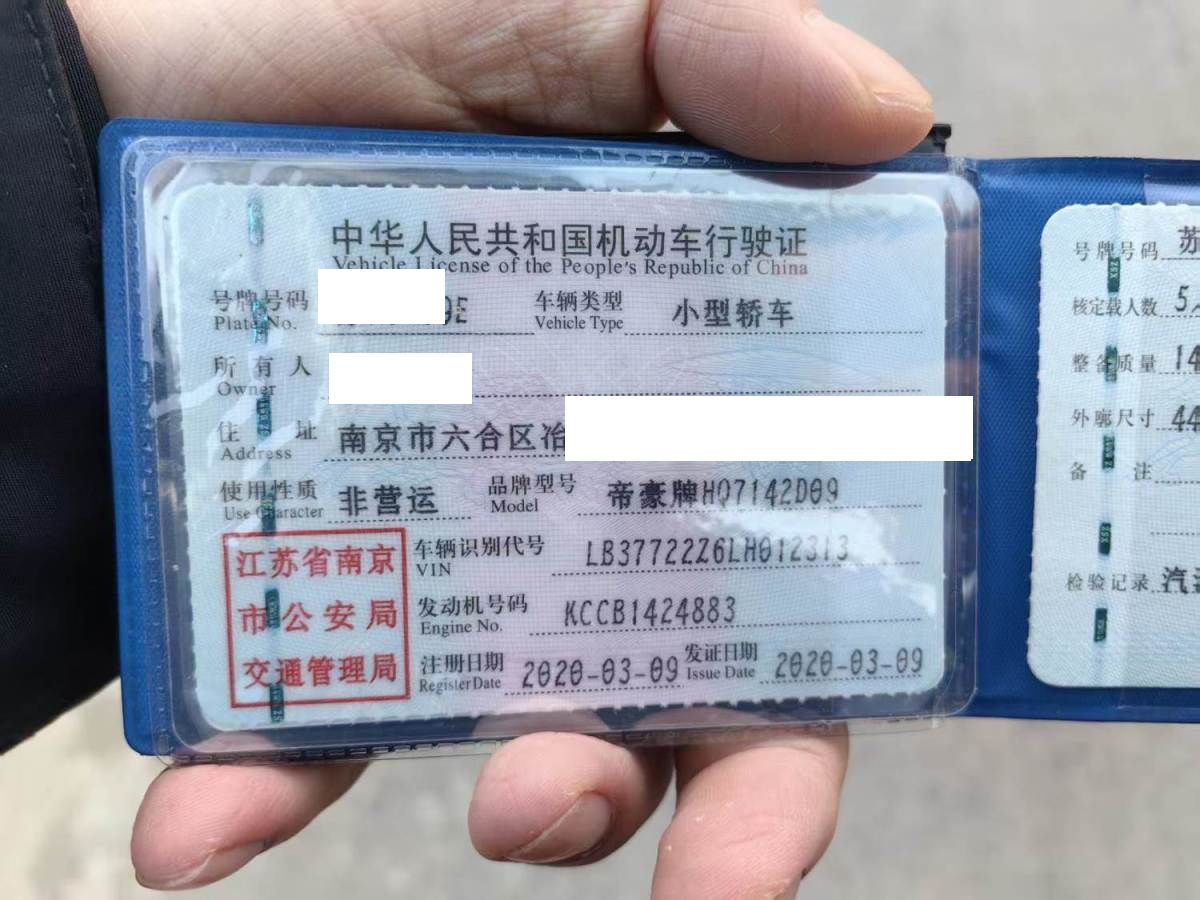 中华人民共和国机动车行驶证
Vehicle License of the People's Republic of China
号牌号码 9E 车辆类型 小型轿车
Plate No. Vehicle Type
所有人
Owner
住址 南京市六合区冶
Address
使用性质 非营运 品牌型号 帝豪牌HQ7142D09
Use Character Model
车辆识别代号 LB37722Z6LH012313
VIN
发动机号码 KCCB1424883
Engine No.
注册日期 2020-03-09 发证日期 2020-03-09
Register Date Issue Date
江苏省南京
市公安局
交通管理局
号牌号码 苏
核定载人数 5
整备质量 14
外廓尺寸 44
备注
检验记录 汽